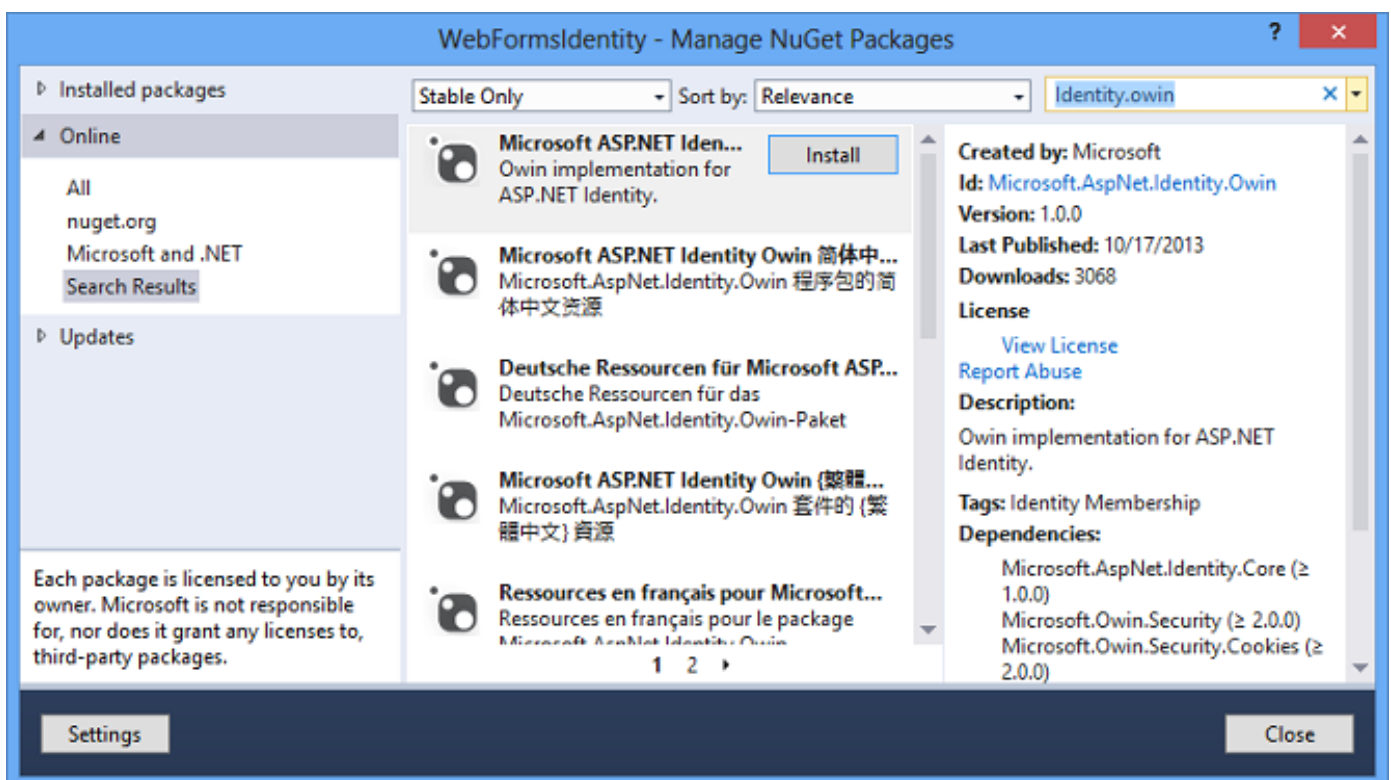 WebFormsIdentity - Manage NuGet Packages
?
×
Installed packages
Online
All
nuget.org
Microsoft and .NET
Search Results
Updates
Each package is licensed to you by its
owner. Microsoft is not responsible
for, nor does it grant any licenses to,
third-party packages.
Stable Only
Sort by: Relevance
Identity.owin
×
Microsoft ASP.NET Iden...
Install
Owin implementation for
ASP.NET Identity.
Microsoft ASP.NET Identity Owin 简体中...
Microsoft.AspNet.Identity.Owin 程序包的简
体中文资源
Deutsche Ressourcen für Microsoft ASP...
Deutsche Ressourcen für das
Microsoft.AspNet.Identity.Owin-Paket
Microsoft ASP.NET Identity Owin {繁體...
Microsoft.AspNet.Identity.Owin 套件的 {繁
體中文} 資源
Ressources en français pour Microsoft...
Ressources en français pour le package
Microsoft.AspNet.Identity.Owin
1 2
Created by: Microsoft
Id: Microsoft.AspNet.Identity.Owin
Version: 1.0.0
Last Published: 10/17/2013
Downloads: 3068
License
View License
Report Abuse
Description:
Owin implementation for ASP.NET
Identity.
Tags: Identity Membership
Dependencies:
Microsoft.AspNet.Identity.Core (≥
1.0.0)
Microsoft.Owin.Security (≥ 2.0.0)
Microsoft.Owin.Security.Cookies (≥
2.0.0)
Settings
Close